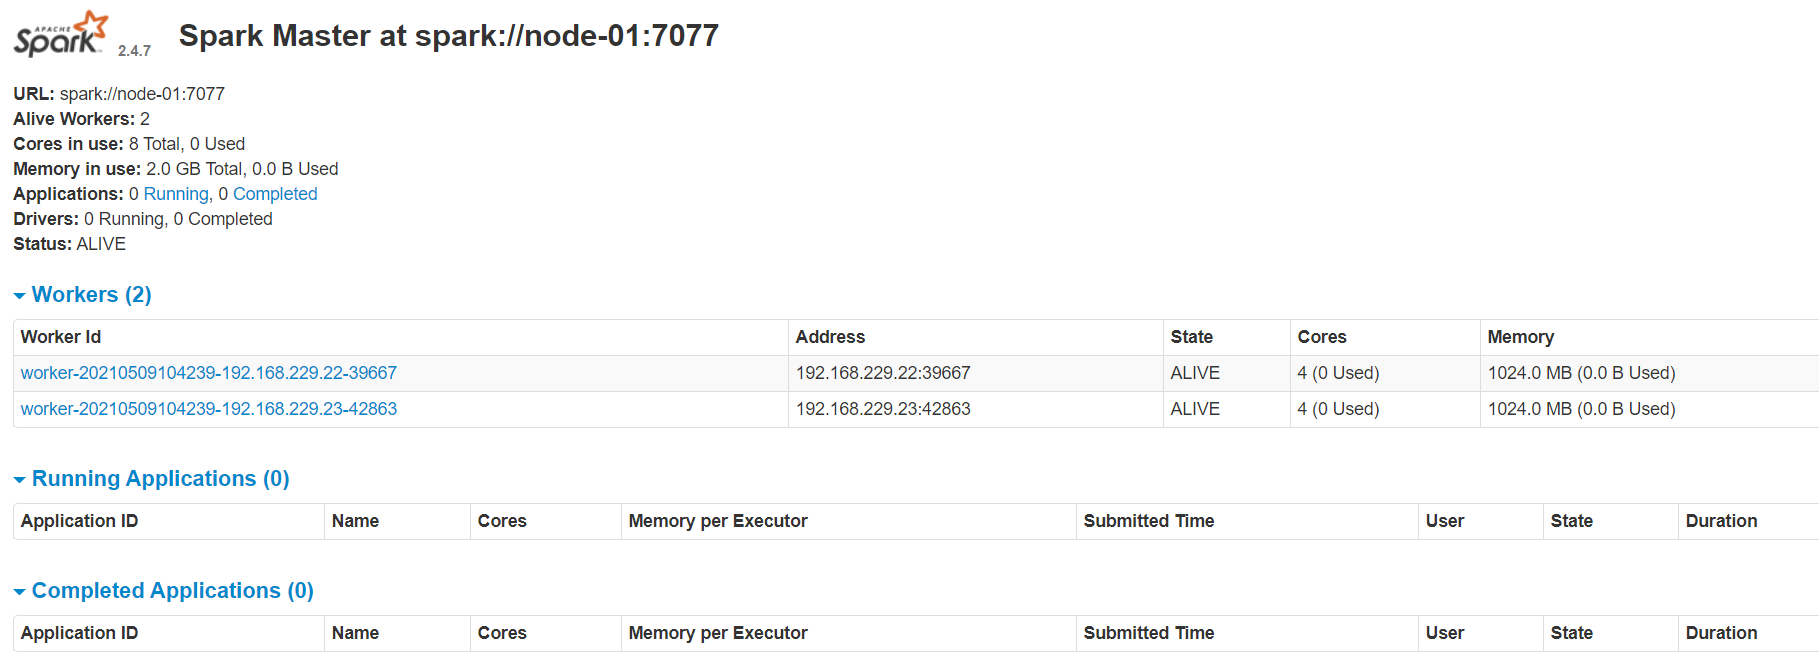 APACHE
Spark 2.4.7 Spark Master at spark://node-01:7077
URL: spark://node-01:7077
Alive Workers: 2
Cores in use: 8 Total, 0 Used
Memory in use: 2.0 GB Total, 0.0 B Used
Applications: 0 Running, 0 Completed
Drivers: 0 Running, 0 Completed
Status: ALIVE
Workers (2)
Worker Id Address State Cores Memory
worker-20210509104239-192.168.229.22-39667 192.168.229.22:39667 ALIVE 4 (0 Used) 1024.0 MB (0.0 B Used)
worker-20210509104239-192.168.229.23-42863 192.168.229.23:42863 ALIVE 4 (0 Used) 1024.0 MB (0.0 B Used)
Running Applications (0)
Application ID Name Cores Memory per Executor Submitted Time User State Duration
Completed Applications (0)
Application ID Name Cores Memory per Executor Submitted Time User State Duration